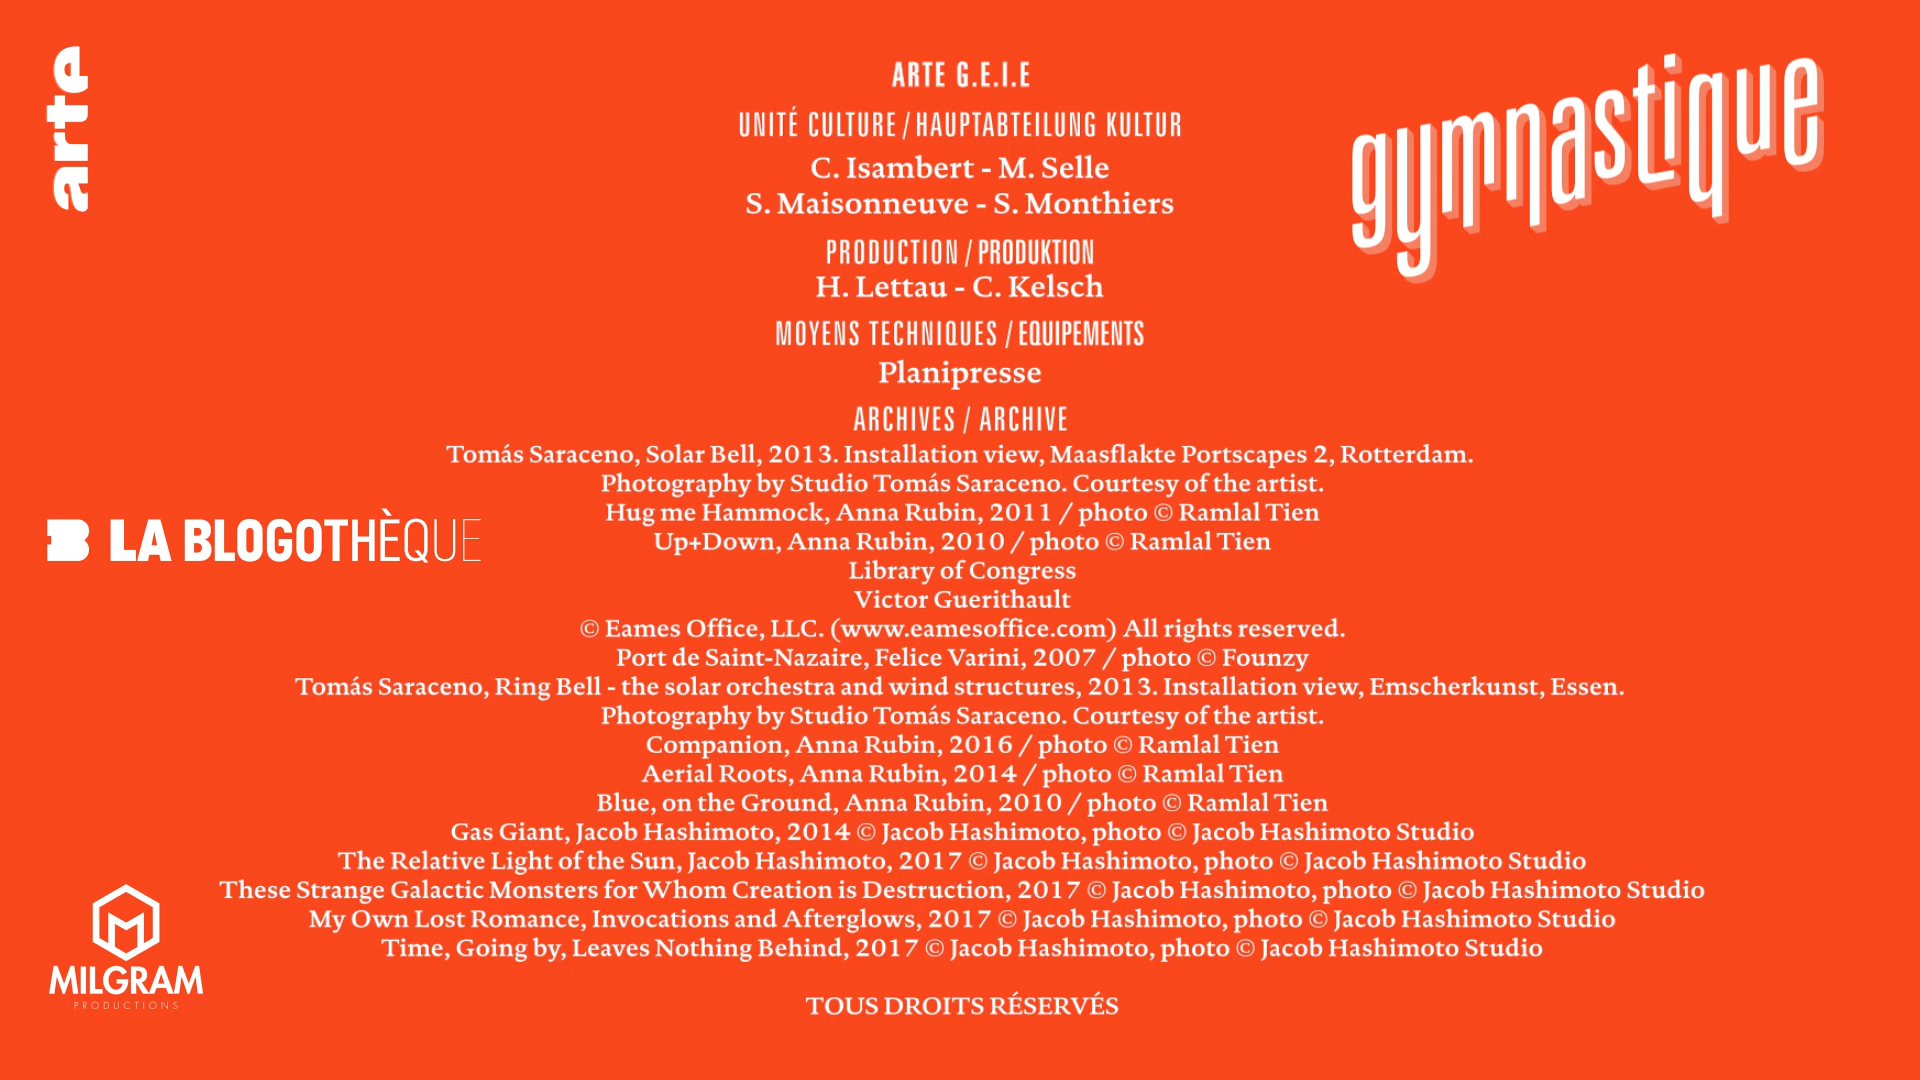 arte
ARTE G.E.I.E
gymnastique
UNITÉ CULTURE / HAUPTABTEILUNG KULTUR
C. Isambert - M. Selle
S. Maisonneuve - S. Monthiers
PRODUCTION / PRODUKTION
H. Lettau - C. Kelsch
MOYENS TECHNIQUES / EQUIPEMENTS
Planipresse
ARCHIVES / ARCHIVE
Tomás Saraceno, Solar Bell, 2013. Installation view, Maasflakte Portscapes 2, Rotterdam.
Photography by Studio Tomás Saraceno. Courtesy of the artist.
Hug me Hammock, Anna Rubin, 2011 / photo © Ramlal Tien
LA BLOGOTHÈQUE
Up+Down, Anna Rubin, 2010 / photo © Ramlal Tien
Library of Congress
Victor Guerithault
© Eames Office, LLC. (www.eamesoffice.com) All rights reserved.
Port de Saint-Nazaire, Felice Varini, 2007 / photo © Founzy
Tomás Saraceno, Ring Bell - the solar orchestra and wind structures, 2013. Installation view, Emscherkunst, Essen.
Photography by Studio Tomás Saraceno. Courtesy of the artist.
Companion, Anna Rubin, 2016 / photo © Ramlal Tien
Aerial Roots, Anna Rubin, 2014 / photo © Ramlal Tien
Blue, on the Ground, Anna Rubin, 2010 / photo © Ramlal Tien
Gas Giant, Jacob Hashimoto, 2014 © Jacob Hashimoto, photo © Jacob Hashimoto Studio
The Relative Light of the Sun, Jacob Hashimoto, 2017 © Jacob Hashimoto, photo © Jacob Hashimoto Studio
These Strange Galactic Monsters for Whom Creation is Destruction, 2017 © Jacob Hashimoto, photo © Jacob Hashimoto Studio
My Own Lost Romance, Invocations and Afterglows, 2017 © Jacob Hashimoto, photo © Jacob Hashimoto Studio
Time, Going by, Leaves Nothing Behind, 2017 © Jacob Hashimoto, photo © Jacob Hashimoto Studio
MILGRAM
PRODUCTIONS
TOUS DROITS RÉSERVÉS